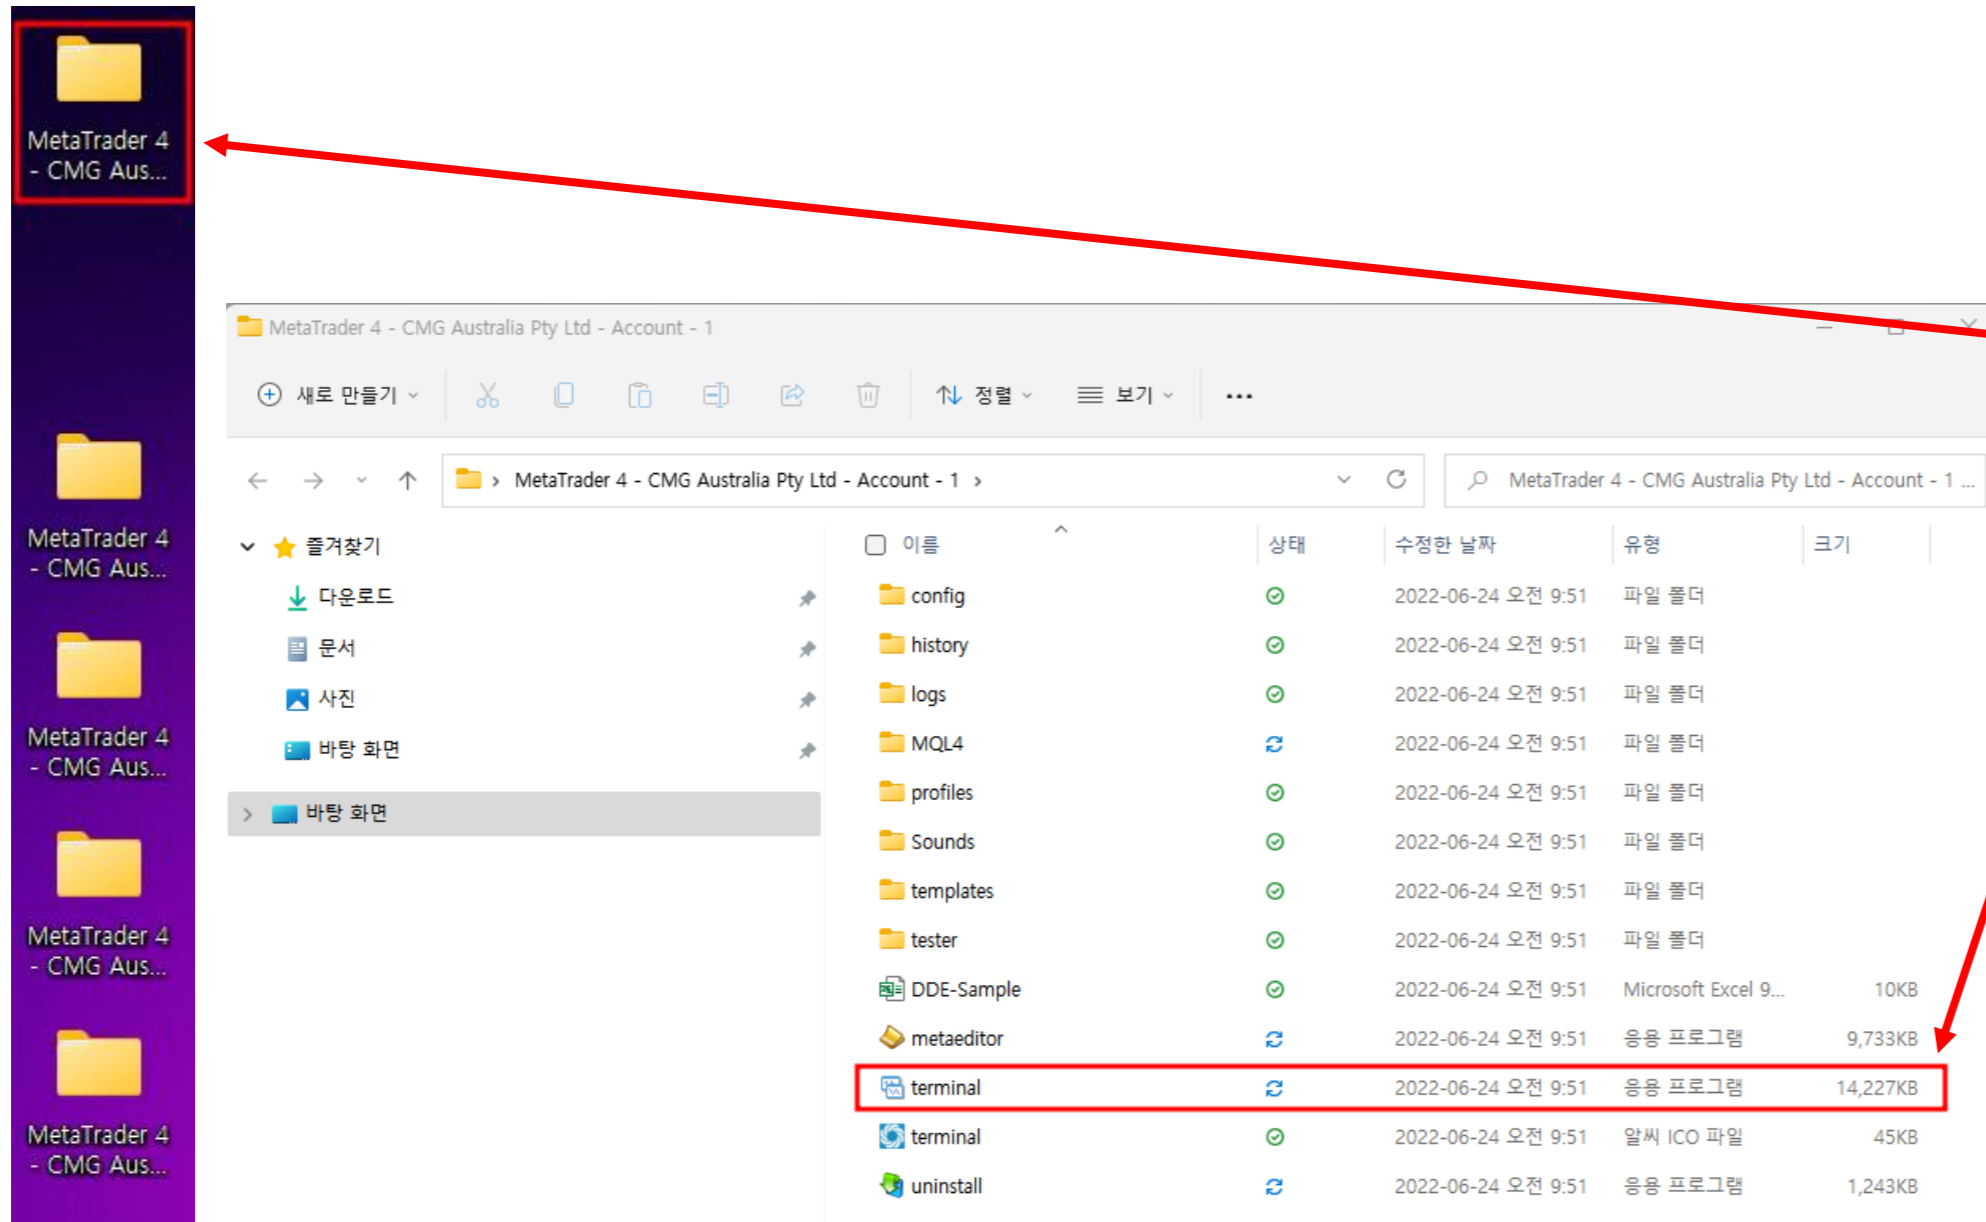 MetaTrader 4
- CMG Aus...
MetaTrader 4
- CMG Aus...
MetaTrader 4
- CMG Aus...
MetaTrader 4
- CMG Aus...
MetaTrader 4
- CMG Aus...
MetaTrader 4 - CMG Australia Pty Ltd - Account - 1
새로 만들기 정렬 보기 ...
MetaTrader 4 - CMG Australia Pty Ltd - Account - 1 MetaTrader 4 - CMG Australia Pty Ltd - Account - 1 ...
즐겨찾기
다운로드
문서
사진
바탕 화면
바탕 화면
이름 상태 수정한 날짜 유형 크기
config 2022-06-24 오전 9:51 파일 폴더
history 2022-06-24 오전 9:51 파일 폴더
logs 2022-06-24 오전 9:51 파일 폴더
MQL4 2022-06-24 오전 9:51 파일 폴더
profiles 2022-06-24 오전 9:51 파일 폴더
Sounds 2022-06-24 오전 9:51 파일 폴더
templates 2022-06-24 오전 9:51 파일 폴더
tester 2022-06-24 오전 9:51 파일 폴더
DDE-Sample 2022-06-24 오전 9:51 Microsoft Excel 9... 10KB
metaeditor 2022-06-24 오전 9:51 응용 프로그램 9,733KB
terminal 2022-06-24 오전 9:51 응용 프로그램 14,227KB
terminal 2022-06-24 오전 9:51 알씨 ICO 파일 45KB
uninstall 2022-06-24 오전 9:51 응용 프로그램 1,243KB